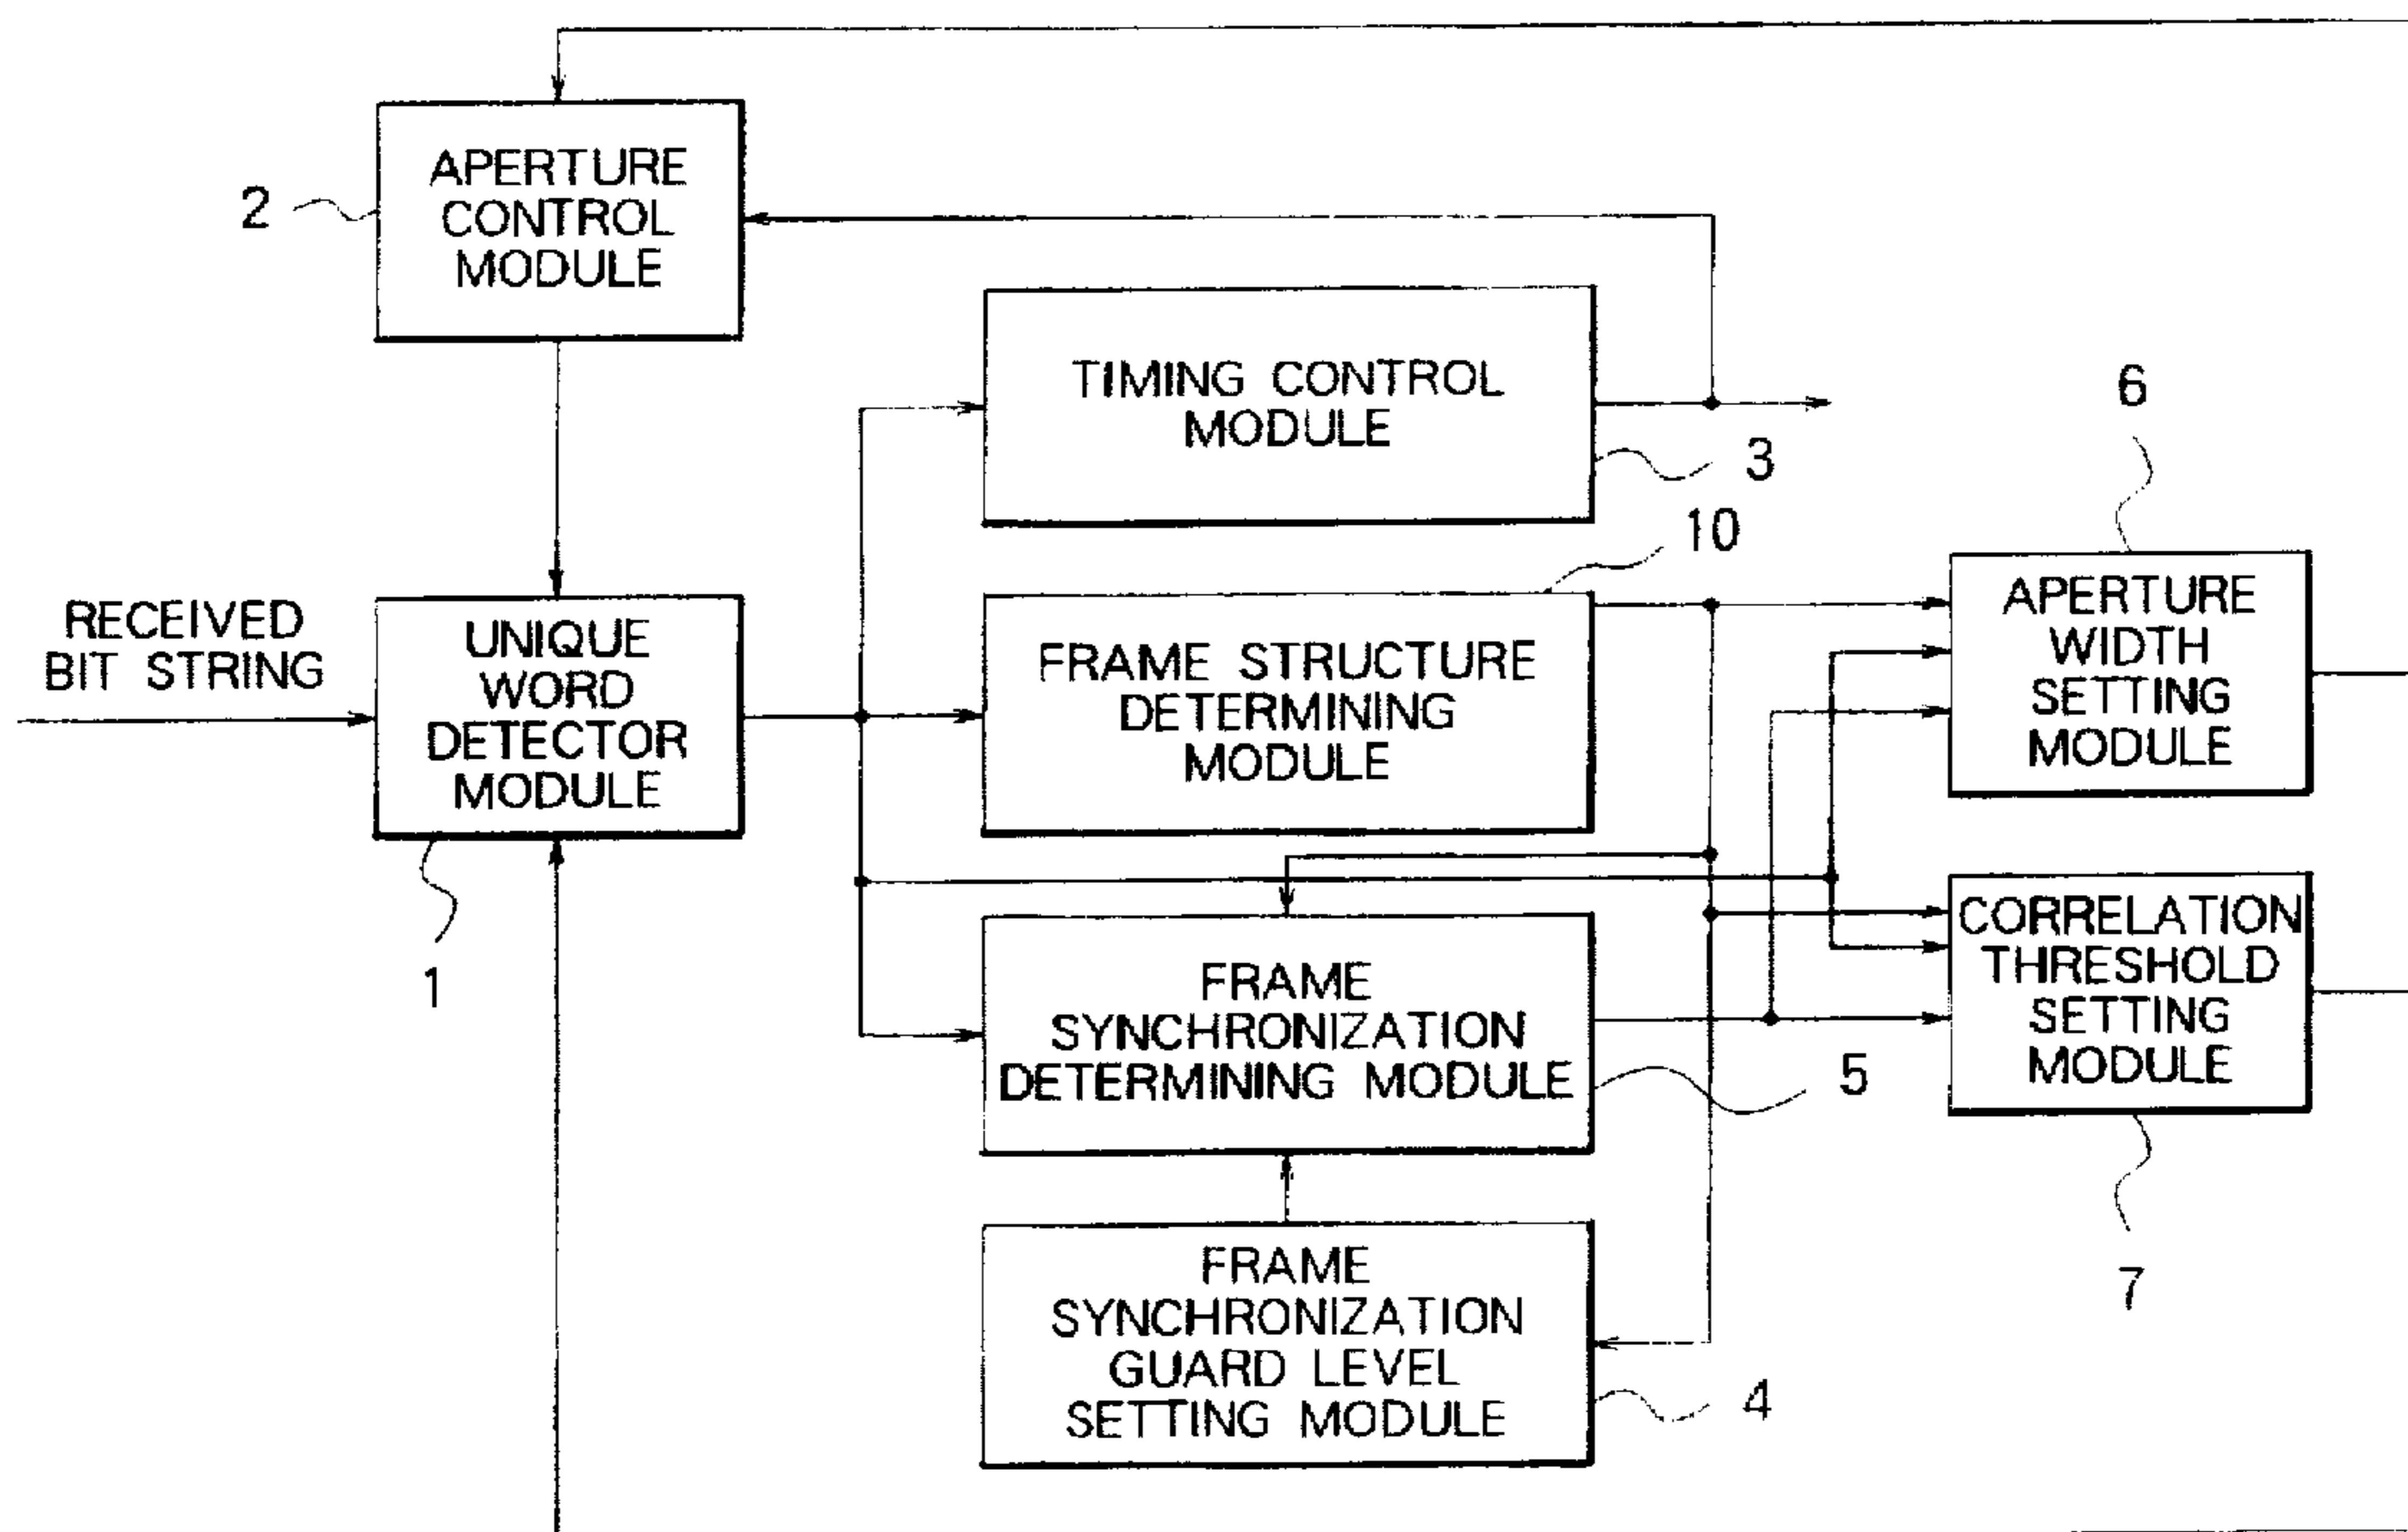 APERTURE
CONTROL
MODULE
2
TIMING CONTROL
MODULE
3
6
10
RECEIVED
BIT STRING
UNIQUE
WORD
DETECTOR
MODULE
1
FRAME STRUCTURE
DETERMINING
MODULE
APERTURE
WIDTH
SETTING
MODULE
FRAME
SYNCHRONIZATION
DETERMINING MODULE
5
CORRELATION
THRESHOLD
SETTING
MODULE
7
FRAME
SYNCHRONIZATION
GUARD LEVEL
SETTING MODULE
4